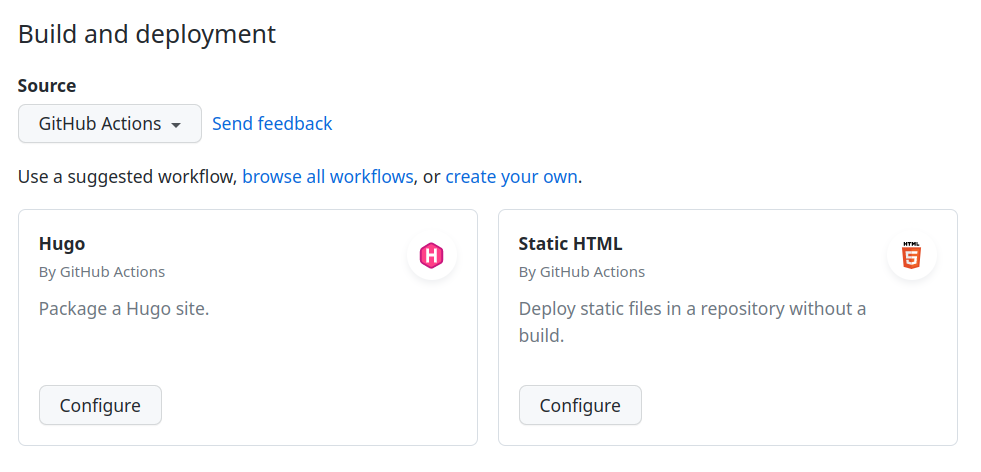 Build and deployment
Source
GitHub Actions
Send feedback
Use a suggested workflow, browse all workflows, or create your own.
Hugo
By GitHub Actions
Package a Hugo site.
Configure
H
Static HTML
By GitHub Actions
Deploy static files in a repository without a
build.
Configure
HTML
5